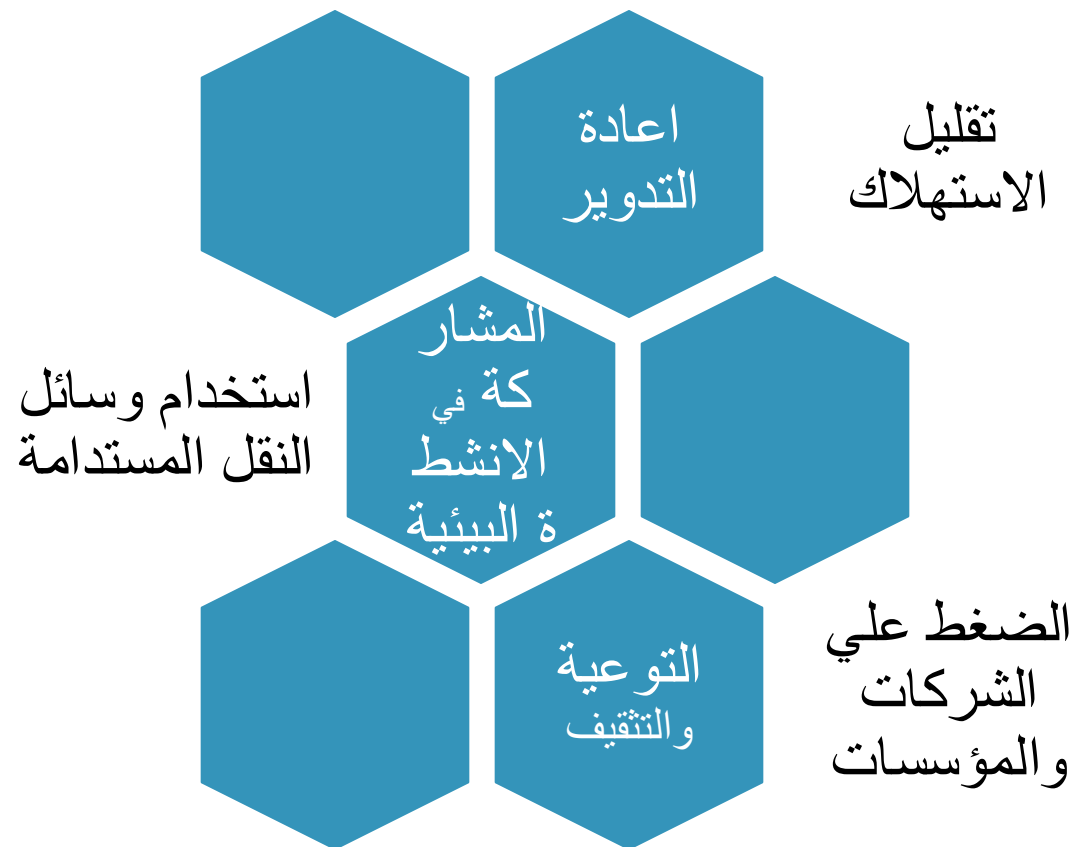 اعادة
التدوير
تقليل
الاستهلاك
المشار
كة في
الانشط
ة البيئية
استخدام وسائل
النقل المستدامة
التوعية
والتثقيف
الضغط علي
الشركات
والمؤسسات